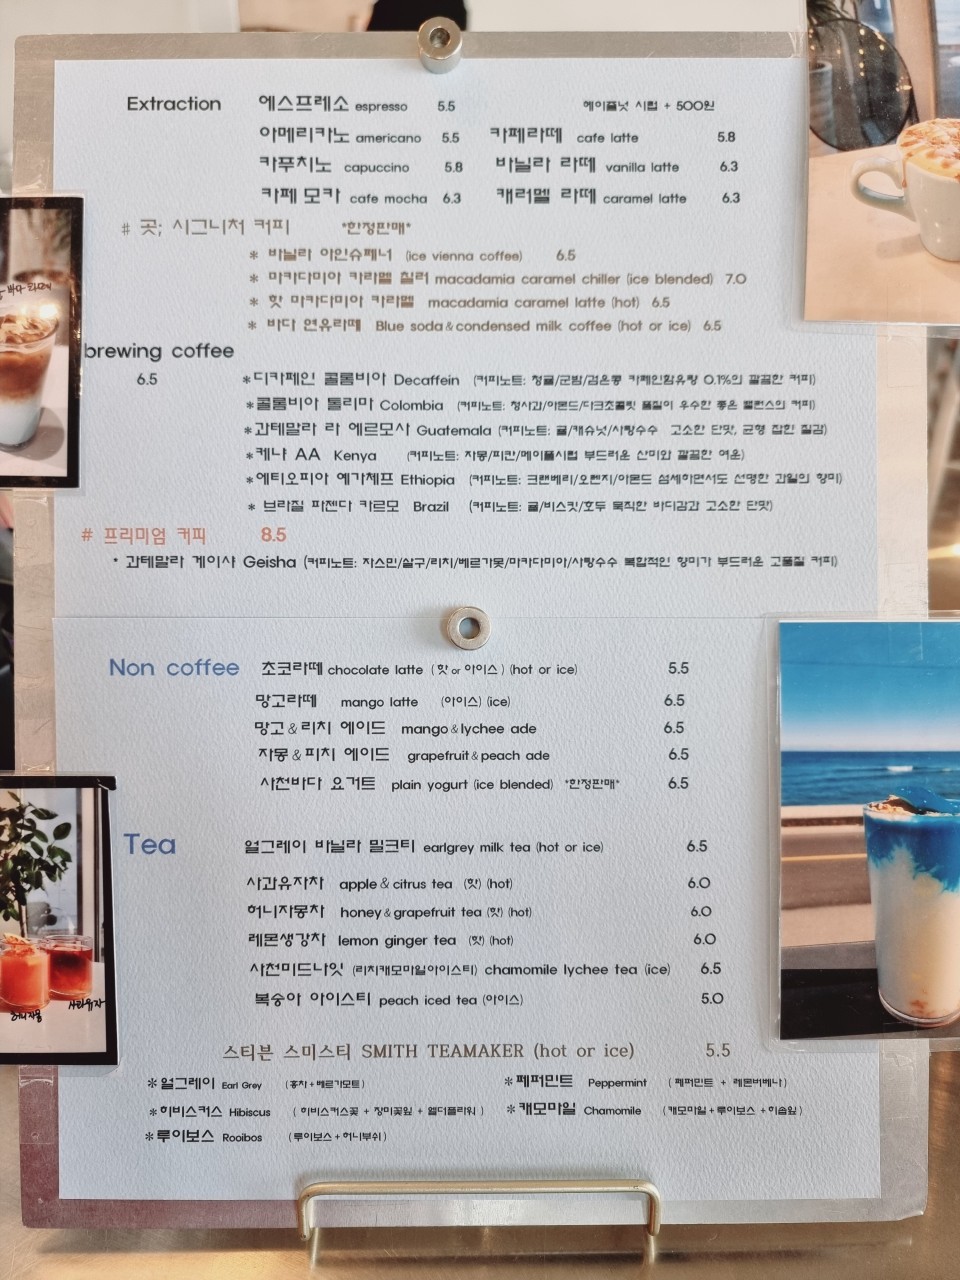 Extraction 에스프레소 espresso 5.5 헤이즐넛 시럽 + 500원
아메리카노 americano 5.5 카페라떼 cafe latte 5.8
카푸치노 capuccino 5.8 바닐라 라떼 vanilla latte 6.3
카페 모카 cafe mocha 6.3 캐러멜 라떼 caramel latte 6.3
# 곳; 시그니처 커피 *한정판매*
* 바닐라 아인슈페너 (ice vienna coffee) 6.5
* 마카다미아 카라멜 칠러 macadamia caramel chiller (ice blended) 7.0
* 핫 마카다미아 카라멜 macadamia caramel latte (hot) 6.5
* 바다 연유라떼 Blue soda & condensed milk coffee (hot or ice) 6.5
brewing coffee
6.5 *디카페인 콜롬비아 Decaffein (커피노트: 청귤/군밤/검은콩 카페인함유량 0.1%의 깔끔한 커피)
*콜롬비아 톨리마 Colombia (커피노트: 청사과/아몬드/다크초콜릿 품질이 우수한 좋은 밸런스의 커피)
*과테말라 라 에르모사 Guatemala (커피노트: 귤/캐슈넛/사탕수수 고소한 단맛, 균형 잡힌 질감)
*케냐 AA Kenya (커피노트: 자몽/피칸/메이플시럽 부드러운 산미와 깔끔한 여운)
*에티오피아 예가체프 Ethiopia (커피노트: 크랜베리/오렌지/아몬드 섬세하면서도 선명한 과일의 향미)
* 브라질 파젠다 카르모 Brazil (커피노트: 귤/비스킷/호두 묵직한 바디감과 고소한 단맛)
# 프리미엄 커피 8.5
* 과테말라 게이샤 Geisha (커피노트: 자스민/살구/리치/베르가못/마카다미아/사탕수수 복합적인 향미가 부드러운 고품질 커피)
Non coffee 초코라떼 chocolate latte (핫 or 아이스) (hot or ice) 5.5
망고라떼 mango latte (아이스) (ice) 6.5
망고&리치 에이드 mango & lychee ade 6.5
자몽&피치 에이드 grapefruit & peach ade 6.5
사천바다 요거트 plain yogurt (ice blended) *한정판매* 6.5
Tea 얼그레이 바닐라 밀크티 earlgrey milk tea (hot or ice) 6.5
사과유자차 apple & citrus tea (핫) (hot) 6.0
허니자몽차 honey & grapefruit tea (핫) (hot) 6.0
레몬생강차 lemon ginger tea (핫) (hot) 6.0
사천미드나잇 (리치캐모마일아이스티) chamomile lychee tea (ice) 6.5
복숭아 아이스티 peach iced tea (아이스) 5.0
허니자몽 사과유자
스티븐 스미스티 SMITH TEAMAKER (hot or ice) 5.5
*얼그레이 Earl Grey (홍차+베르가모트) *페퍼민트 Peppermint (페퍼민트 + 레몬버베나)
*히비스커스 Hibiscus (히비스커스꽃 + 장미꽃잎 + 엘더플라워) *캐모마일 Chamomile (캐모마일+루이보스+히솝잎)
*루이보스 Rooibos (루이보스+허니부쉬)